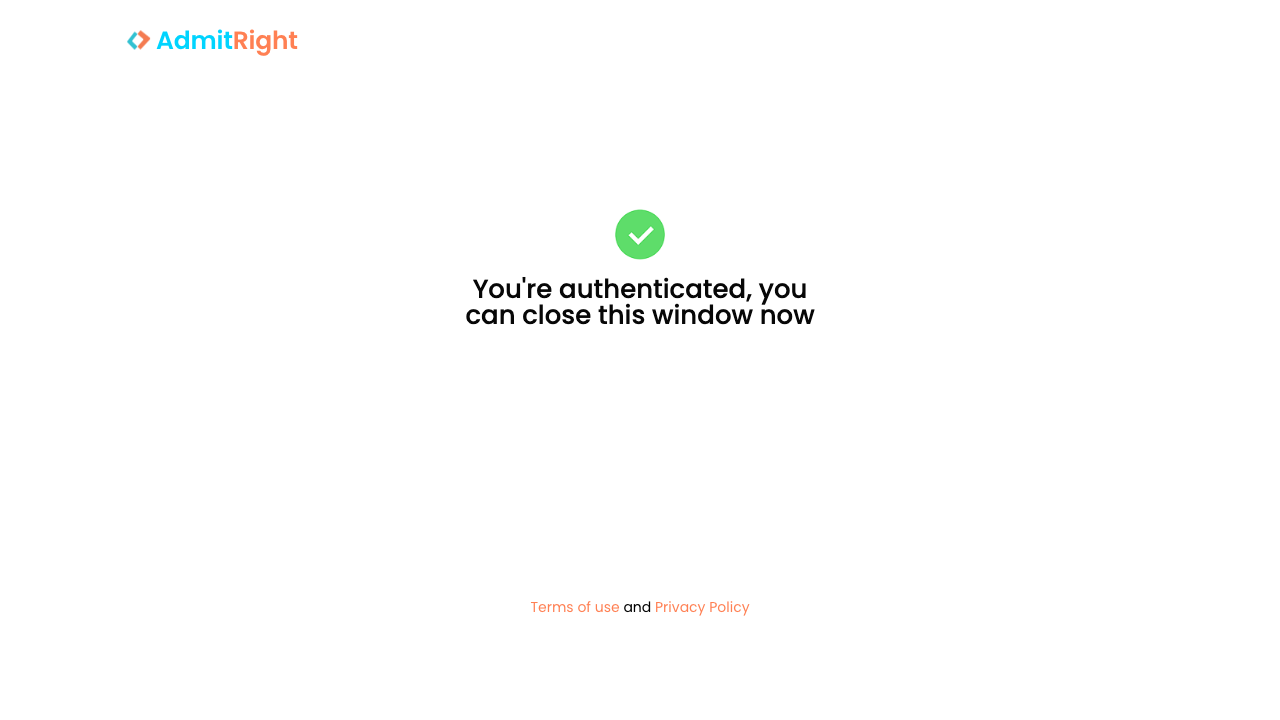 AdmitRight
You're authenticated, you
can close this window now
Terms of use and Privacy Policy